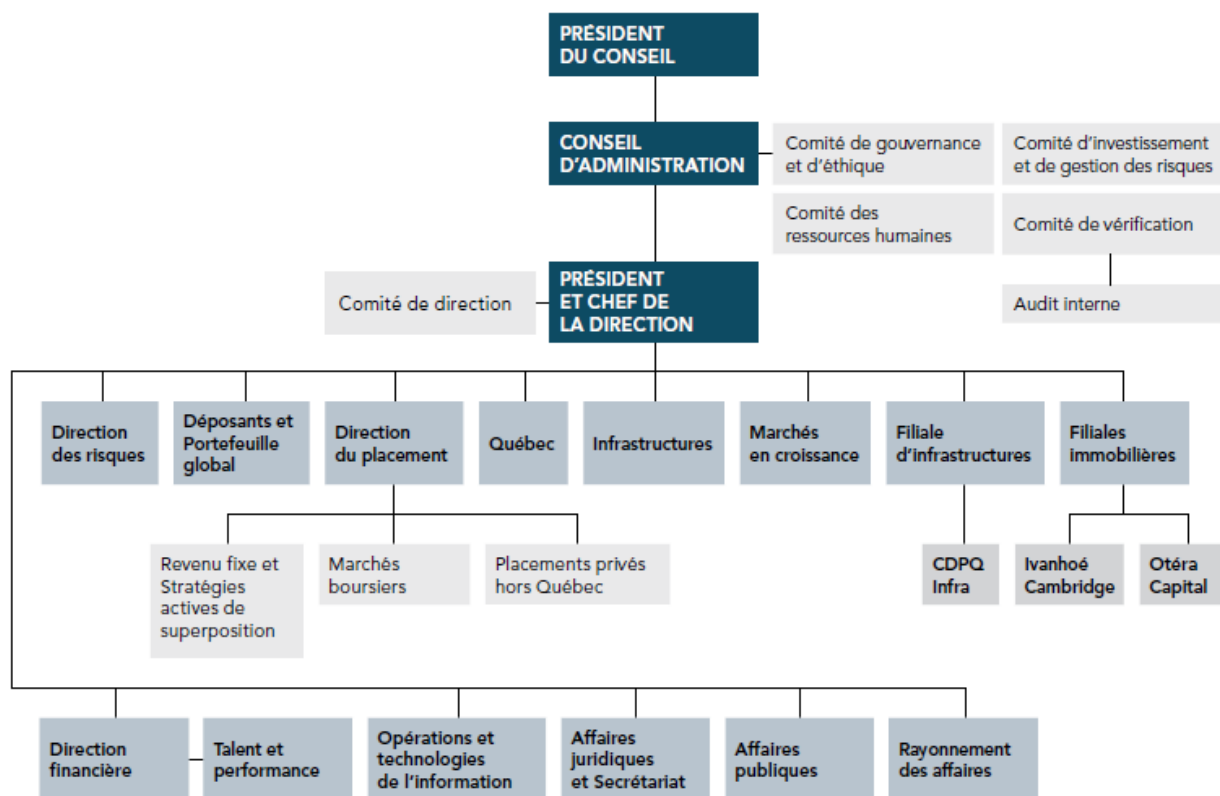 PRÉSIDENT
DU CONSEIL
CONSEIL
D'ADMINISTRATION
Comité de gouvernance
et d'éthique
Comité d'investissement
et de gestion des risques
Comité des
ressources humaines
Comité de vérification
Audit interne
Comité de direction
PRÉSIDENT
ET CHEF DE
LA DIRECTION
Direction
des risques
Déposants et
Portefeuille
global
Direction
du placement
Québec
Infrastructures
Marchés
en croissance
Filiale
d'infrastructures
Filiales
immobilières
Revenu fixe et
Stratégies
actives de
superposition
Marchés
boursiers
Placements privés
hors Québec
CDPQ
Infra
Ivanhoé
Cambridge
Otéra
Capital
Direction
financière
Talent et
performance
Opérations et
technologies
de l'information
Affaires
juridiques
et Secrétariat
Affaires
publiques
Rayonnement
des affaires